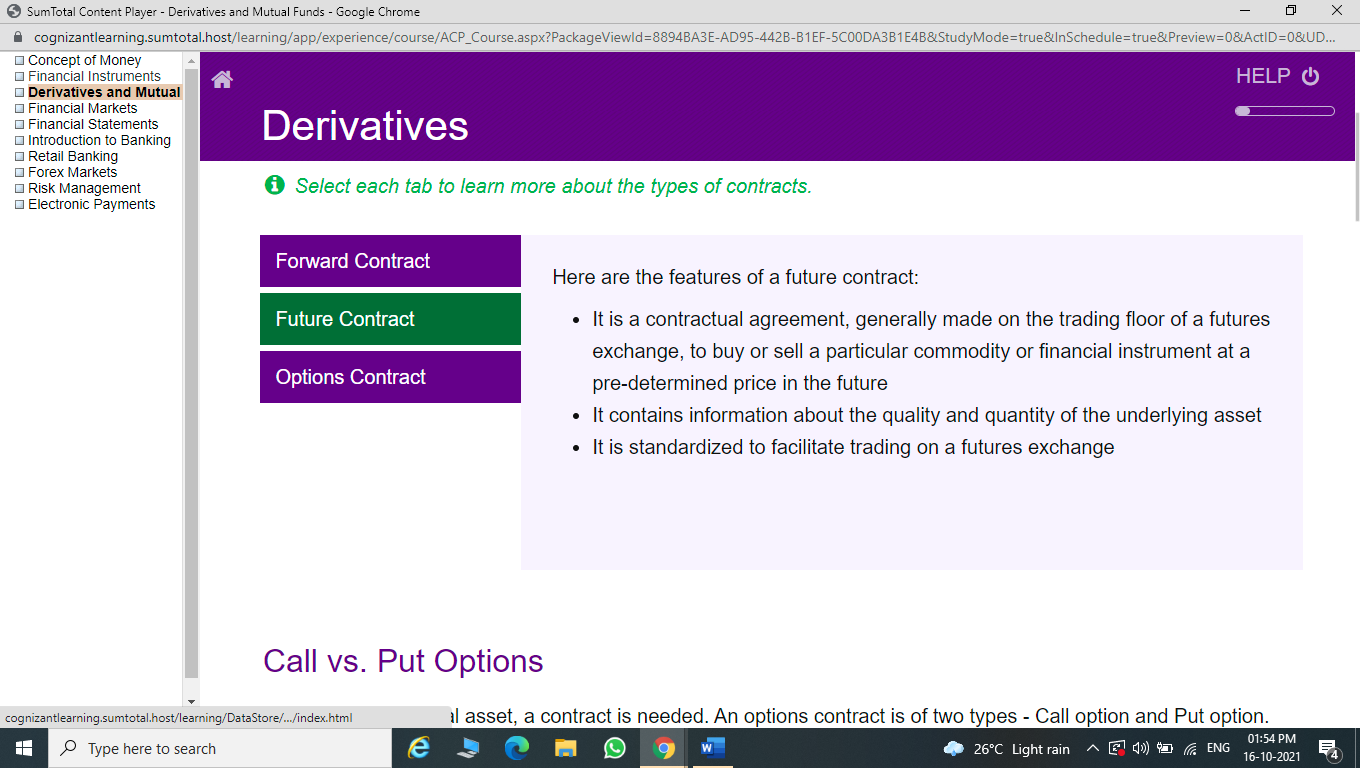 SumTotal Content Player - Derivatives and Mutual Funds - Google Chrome
cognizantlearning.sumtotal.host/learning/app/experience/course/ACP_Course.aspx?PackageViewId=8894BA3E-AD95-442B-B1EF-5C00DA3B1E4B&StudyMode=true&InSchedule=true&Preview=0&ActID=0&UD...
Concept of Money
Financial Instruments
Derivatives and Mutual
Financial Markets
Financial Statements
Introduction to Banking
Retail Banking
Forex Markets
Risk Management
Electronic Payments
HELP
Derivatives
Select each tab to learn more about the types of contracts.
Forward Contract
Future Contract
Options Contract
Here are the features of a future contract:
• It is a contractual agreement, generally made on the trading floor of a futures
exchange, to buy or sell a particular commodity or financial instrument at a
pre-determined price in the future
• It contains information about the quality and quantity of the underlying asset
• It is standardized to facilitate trading on a futures exchange
Call vs. Put Options
al asset, a contract is needed. An options contract is of two types - Call option and Put option.
cognizantlearning.sumtotal.host/learning/DataStore/.../index.html
Type here to search
26°C Light rain
ENG
01:54 PM
16-10-2021
4